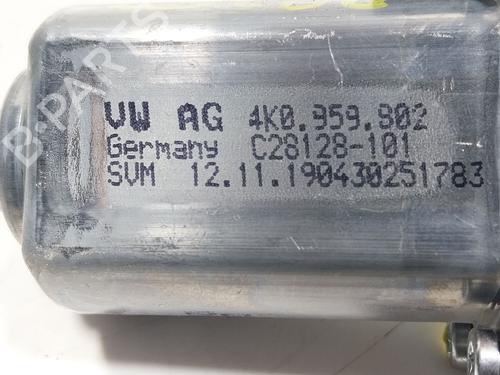 VW AG 4K0.959.802
Germany C28128-101
SVM 12.11.190430251783
B-PARTS